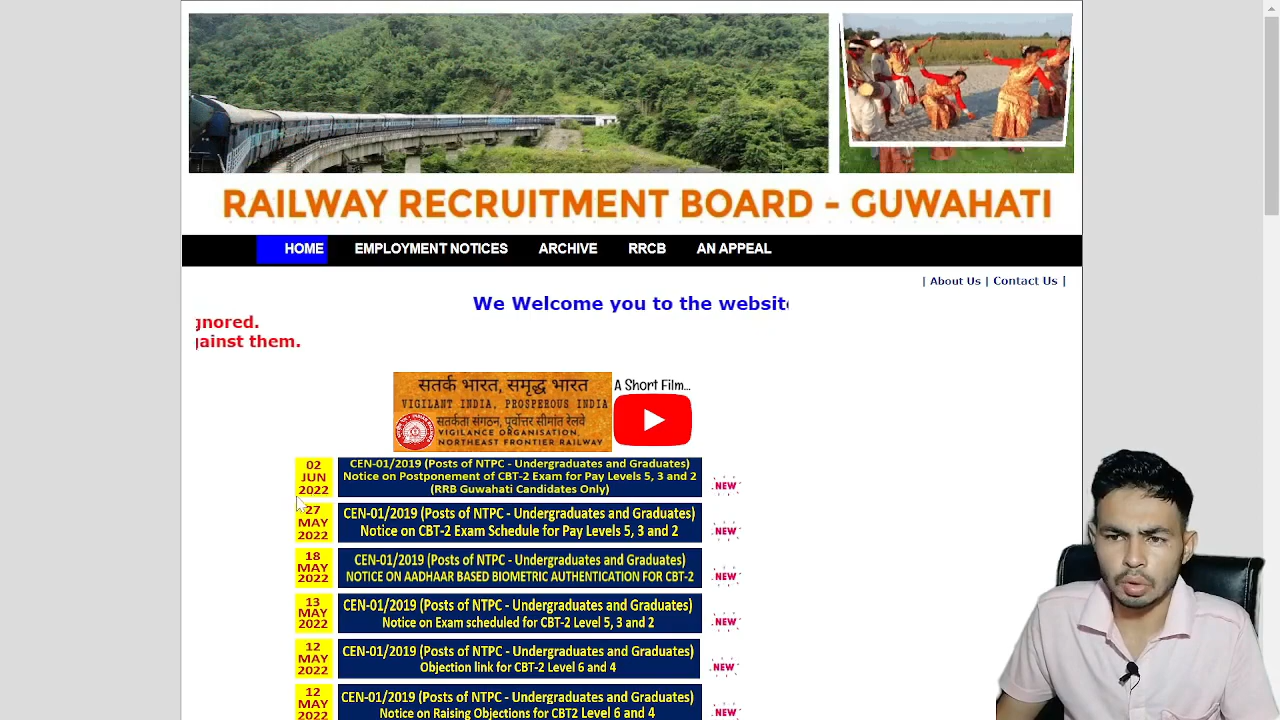 RAILWAY RECRUITMENT BOARD - GUWAHATI
HOME EMPLOYMENT NOTICES ARCHIVE RRCB AN APPEAL
| About Us | Contact Us |
We Welcome you to the website
gnored.
gainst them.
सतर्क भारत, समृद्ध भारत
VIGILANT INDIA, PROSPEROUS INDIA
सतर्कता संगठन, पूर्वोत्तर सीमांत रेलवे
VIGILANCE ORGANISATION,
NORTHEAST FRONTIER RAILWAY
A Short Film...
02
JUN
2022
CEN-01/2019 (Posts of NTPC - Undergraduates and Graduates)
Notice on Postponement of CBT-2 Exam for Pay Levels 5, 3 and 2
(RRB Guwahati Candidates Only)
NEW
27
MAY
2022
CEN-01/2019 (Posts of NTPC - Undergraduates and Graduates)
Notice on CBT-2 Exam Schedule for Pay Levels 5, 3 and 2
NEW
18
MAY
2022
CEN-01/2019 (Posts of NTPC - Undergraduates and Graduates)
NOTICE ON AADHAAR BASED BIOMETRIC AUTHENTICATION FOR CBT-2
NEW
13
MAY
2022
CEN-01/2019 (Posts of NTPC - Undergraduates and Graduates)
Notice on Exam scheduled for CBT-2 Level 5, 3 and 2
NEW
12
MAY
2022
CEN-01/2019 (Posts of NTPC - Undergraduates and Graduates)
Objection link for CBT-2 Level 6 and 4
NEW
12
MAY
2022
CEN-01/2019 (Posts of NTPC - Undergraduates and Graduates)
Notice on Raising Objections for CBT2 Level 6 and 4
NEW